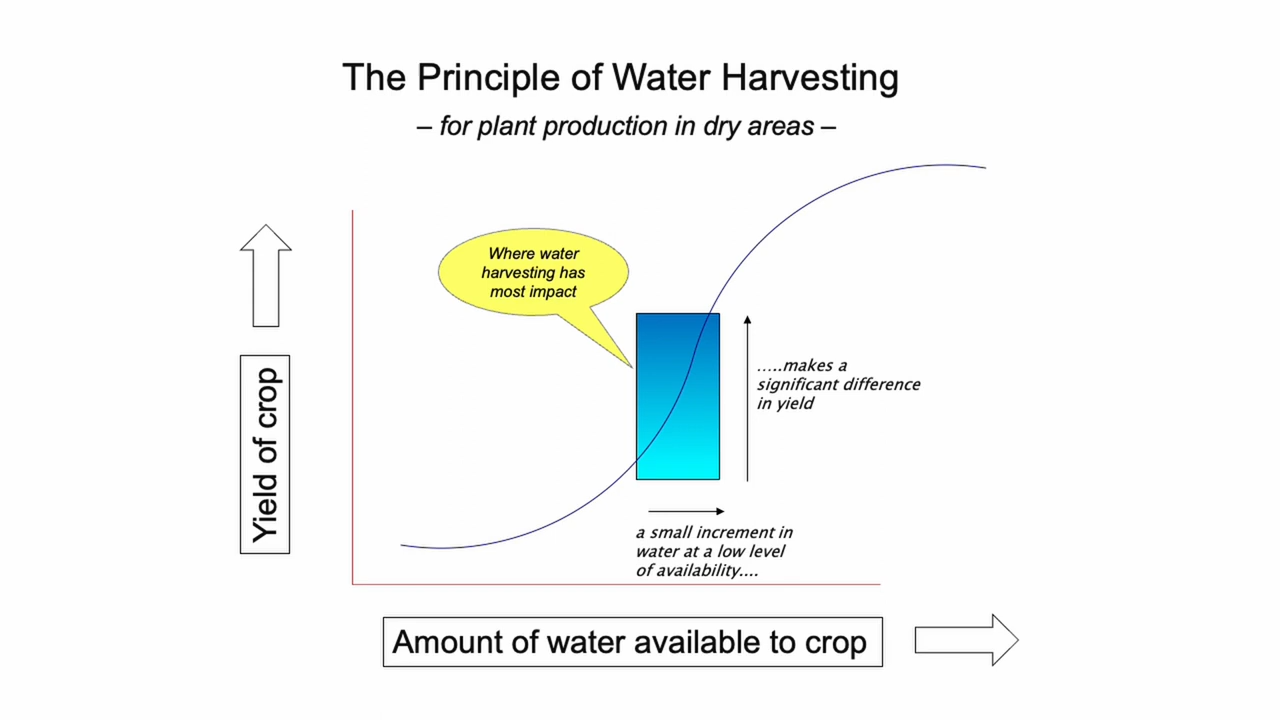 The Principle of Water Harvesting
– for plant production in dry areas –
Where water
harvesting has
most impact
…..makes a
significant difference
in yield
Yield of crop
a small increment in
water at a low level
of availability....
Amount of water available to crop